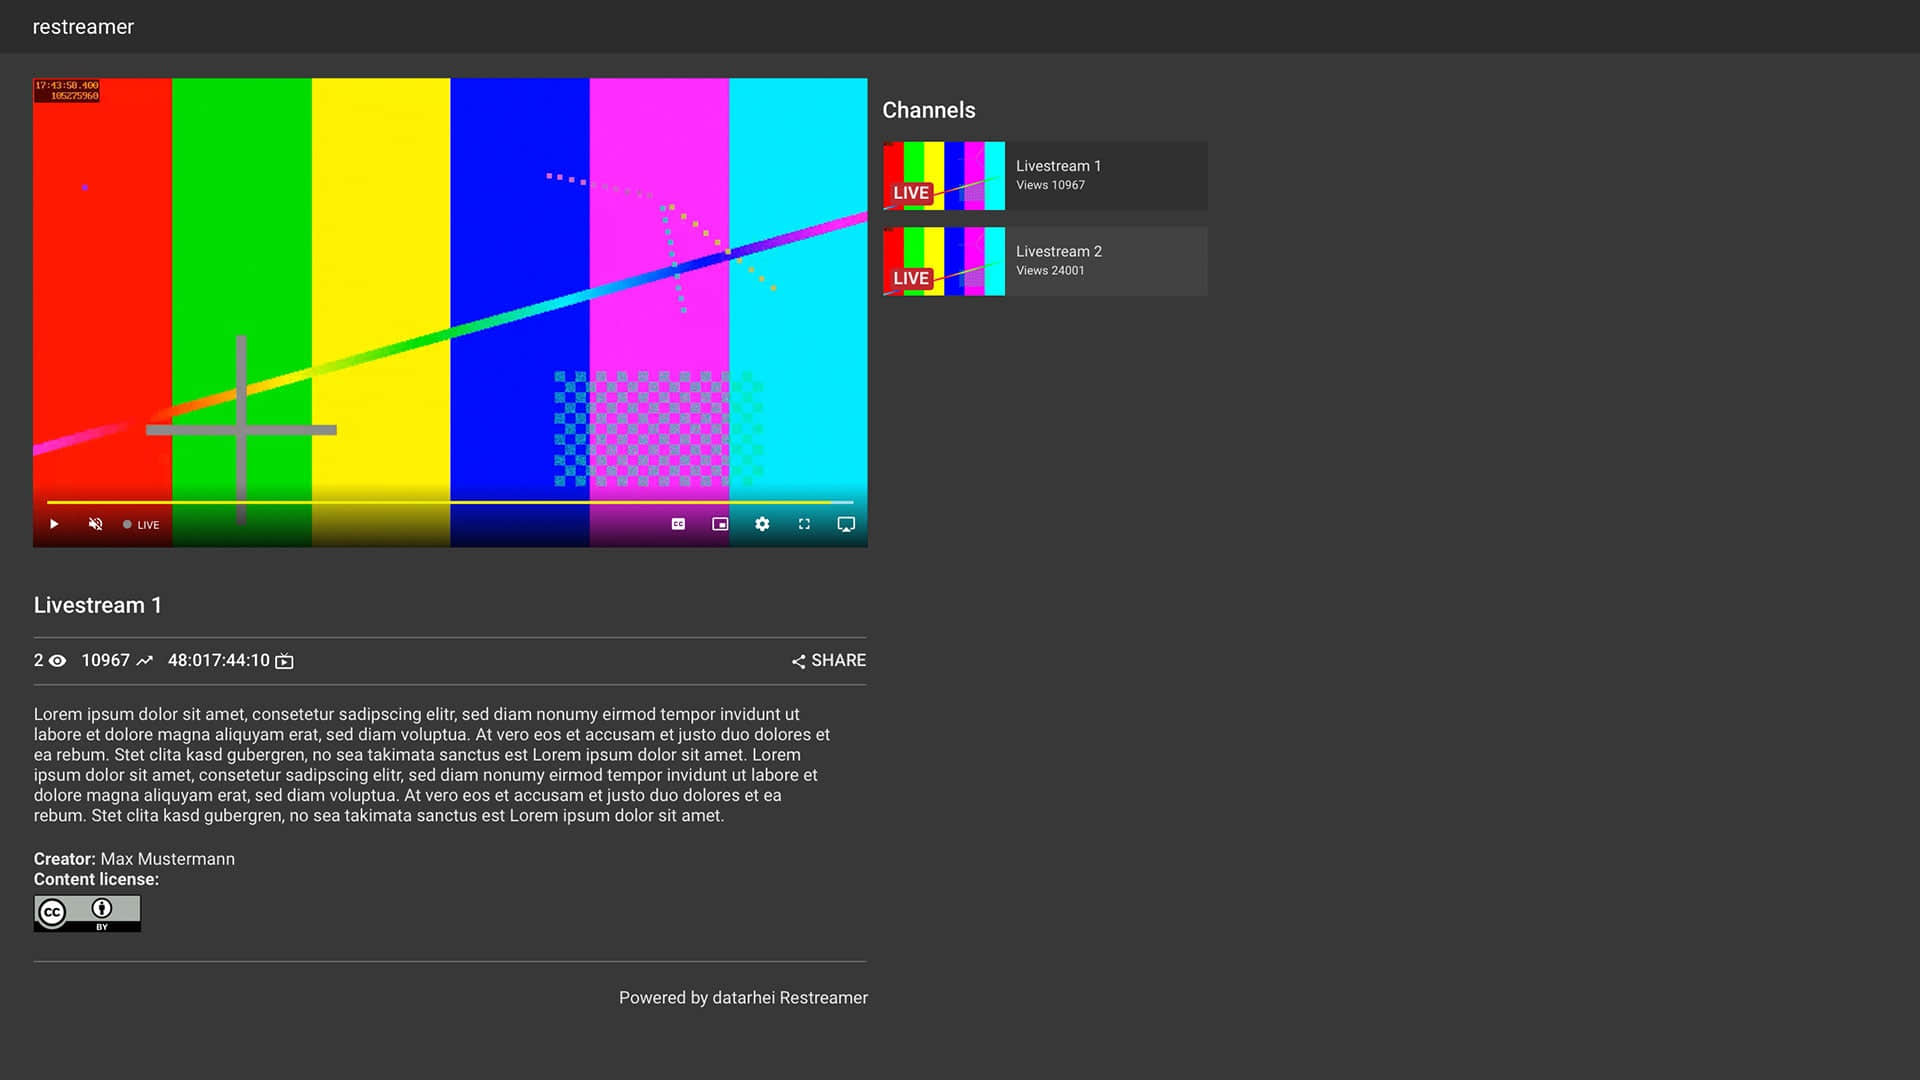 restreamer
17:43:58.400
105275960
LIVE
CC
Livestream 1
2 10967 48:017:44:10 SHARE
Lorem ipsum dolor sit amet, consetetur sadipscing elitr, sed diam nonumy eirmod tempor invidunt ut
labore et dolore magna aliquyam erat, sed diam voluptua. At vero eos et accusam et justo duo dolores et
ea rebum. Stet clita kasd gubergren, no sea takimata sanctus est Lorem ipsum dolor sit amet. Lorem
ipsum dolor sit amet, consetetur sadipscing elitr, sed diam nonumy eirmod tempor invidunt ut labore et
dolore magna aliquyam erat, sed diam voluptua. At vero eos et accusam et justo duo dolores et ea
rebum. Stet clita kasd gubergren, no sea takimata sanctus est Lorem ipsum dolor sit amet.
Creator: Max Mustermann
Content license:
CC
BY
Powered by datarhei Restreamer
Channels
LIVE
Livestream 1
Views 10967
LIVE
Livestream 2
Views 24001